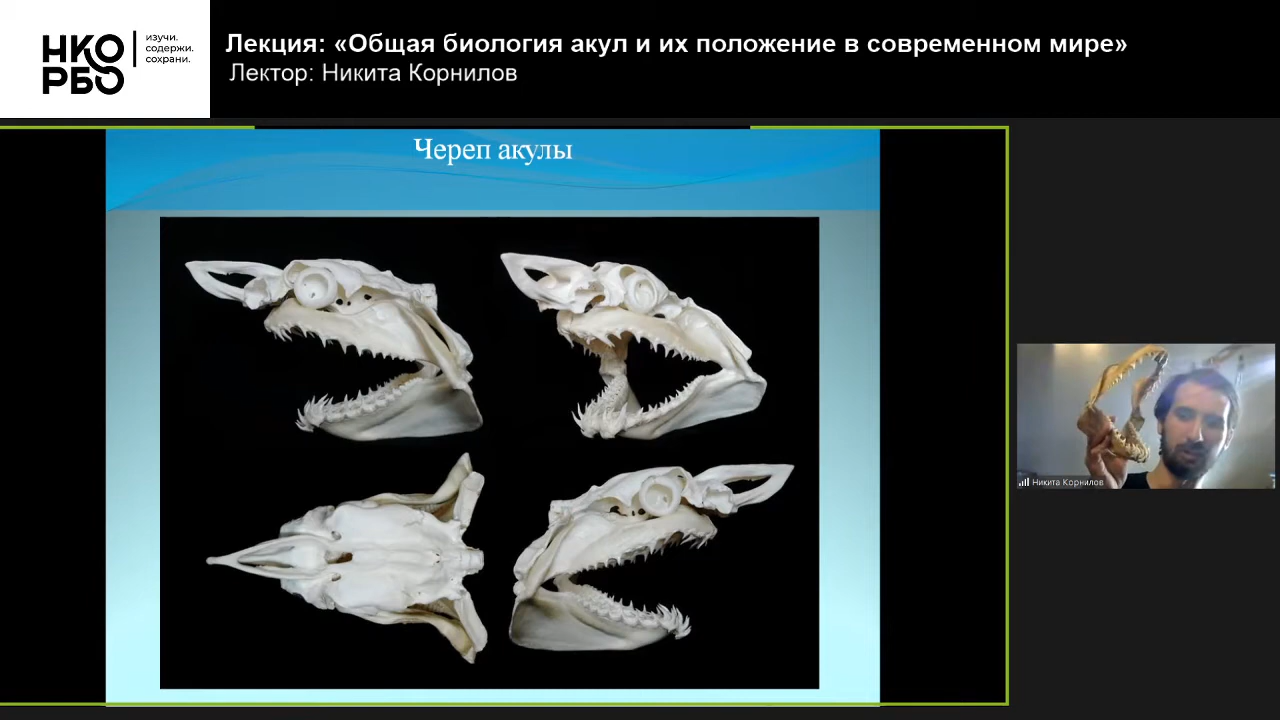 НКО
РБО
изучи.
содержи.
сохрани.
Лекция: «Общая биология акул и их положение в современном мире»
Лектор: Никита Корнилов
Череп акулы
Никита Корнилов